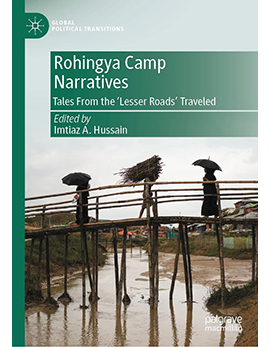 GLOBAL
POLITICAL TRANSITIONS
Rohingya Camp
Narratives
Tales From the ‘Lesser Roads’ Traveled
Edited by
Imtiaz A. Hussain
palgrave
macmillan